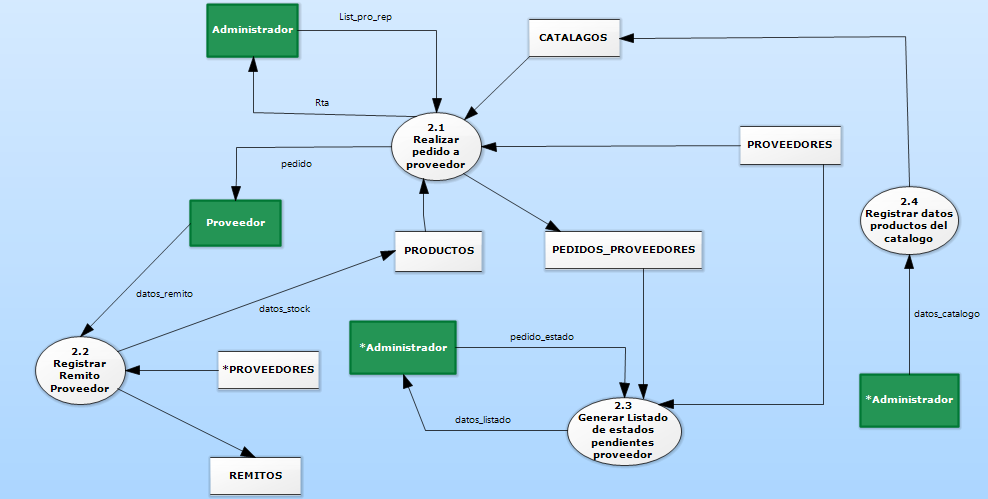 List_pro_rep
Administrador
CATALAGOS
Rta
2.1
Realizar
pedido a
proveedor
PROVEEDORES
pedido
2.4
Registrar datos
productos del
catalogo
Proveedor
PRODUCTOS
PEDIDOS_PROVEEDORES
datos_remito
datos_stock
datos_catalogo
pedido_estado
*Administrador
2.2
Registrar
Remito
Proveedor
*PROVEEDORES
*Administrador
2.3
Generar Listado
de estados
pendientes
proveedor
datos_listado
REMITOS